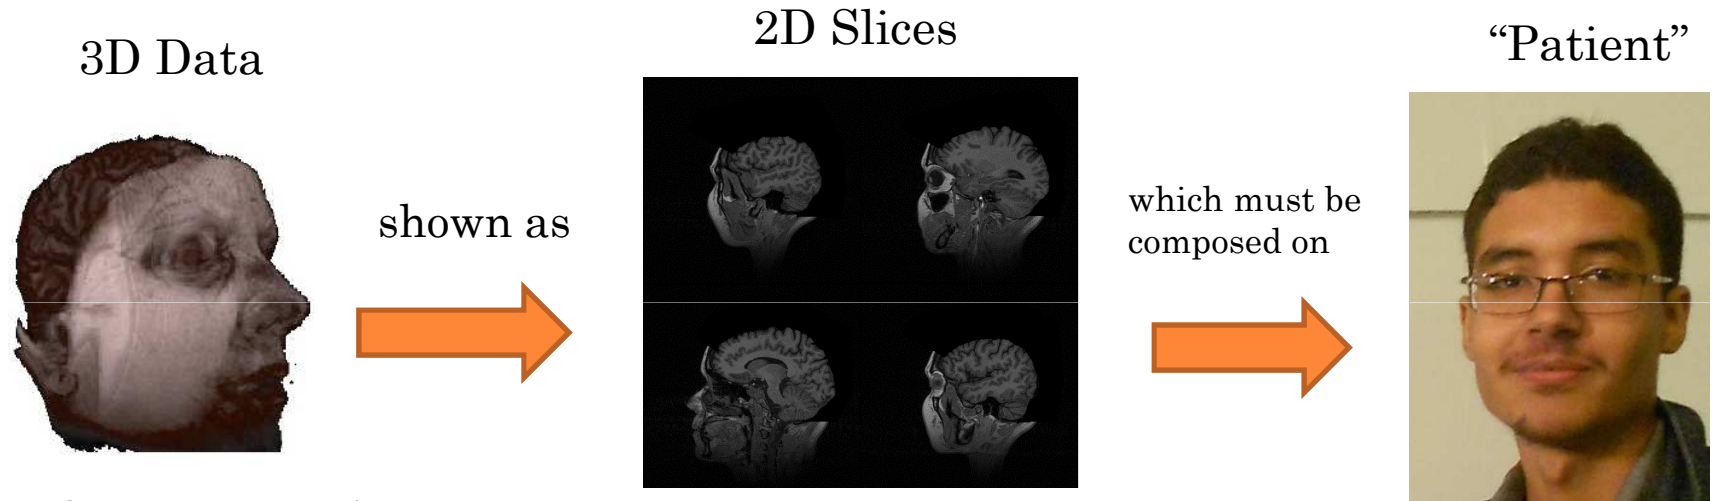 3D Data
shown as
2D Slices
which must be
composed on
“Patient”